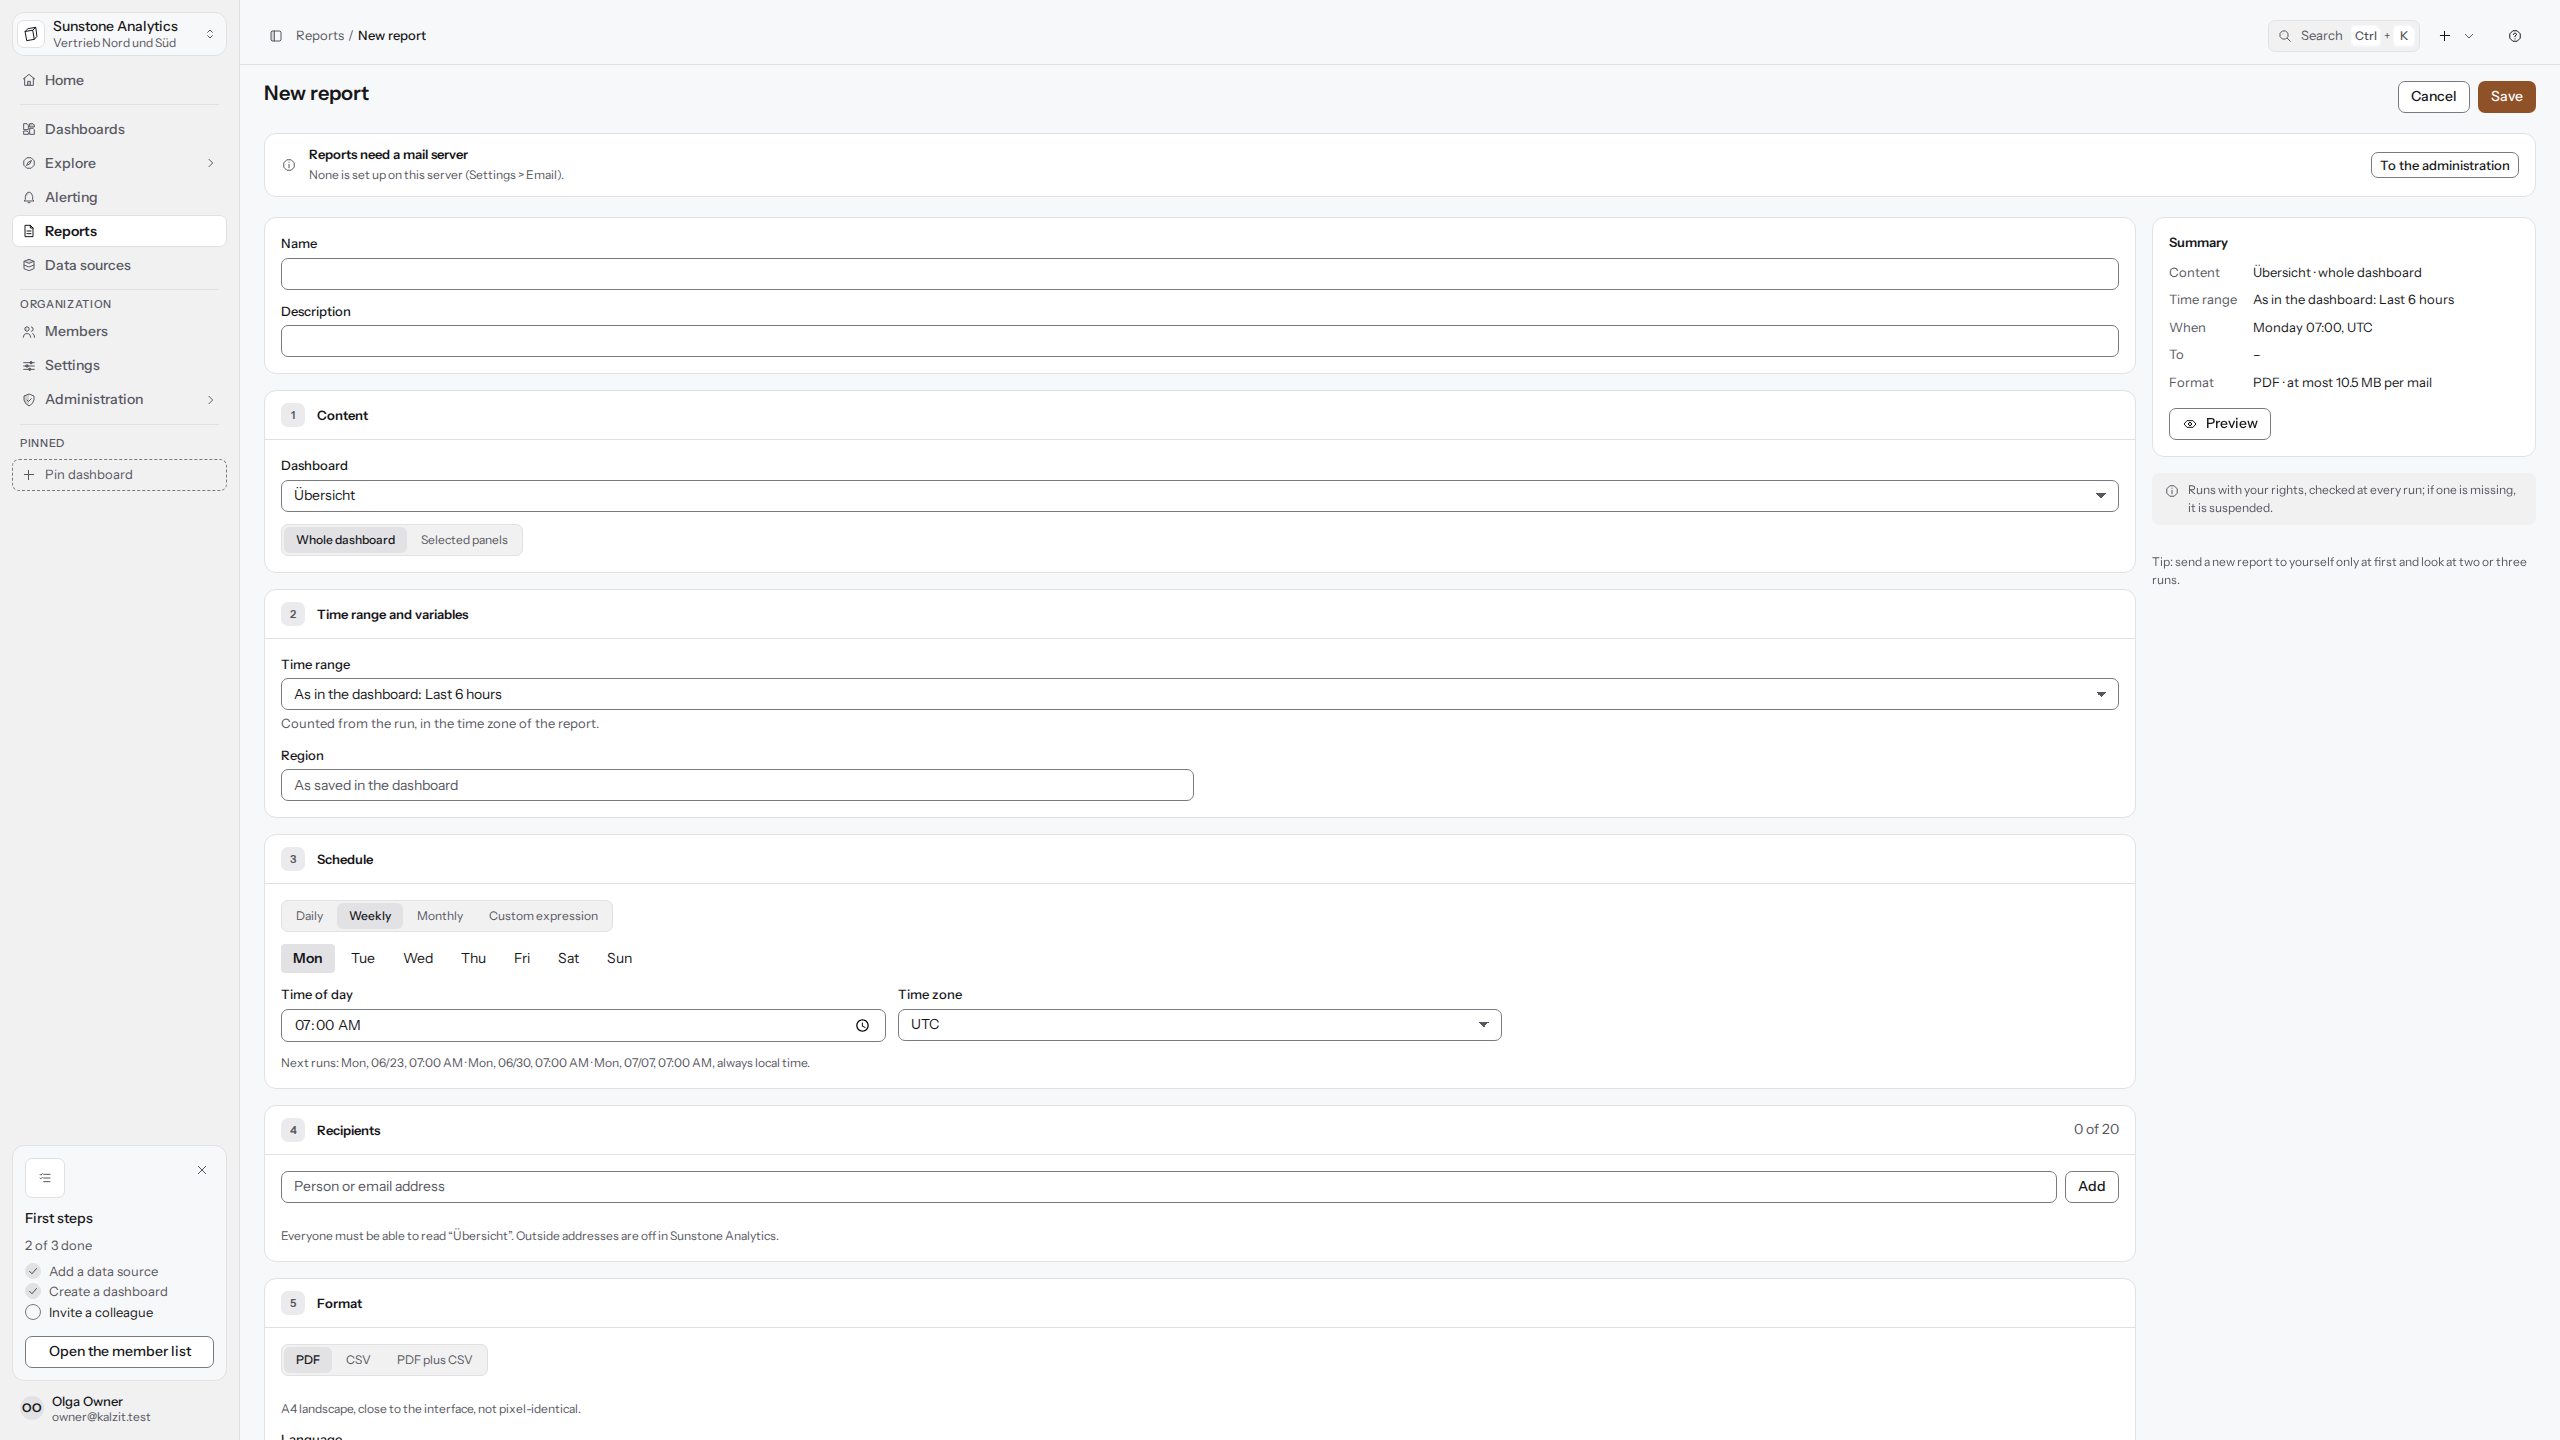 Sunstone Analytics
Vertrieb Nord und Süd
Home
Dashboards
Explore
Alerting
Reports
Data sources
ORGANIZATION
Members
Settings
Administration
PINNED
Pin dashboard
First steps
2 of 3 done
Add a data source
Create a dashboard
Invite a colleague
Open the member list
OO
Olga Owner
owner@kalzit.test
Reports / New report
Search Ctrl + K
New report
Cancel
Save
Reports need a mail server
None is set up on this server (Settings > Email).
To the administration
Name
Description
1 Content
Dashboard
Übersicht
Whole dashboard Selected panels
2 Time range and variables
Time range
As in the dashboard: Last 6 hours
Counted from the run, in the time zone of the report.
Region
As saved in the dashboard
3 Schedule
Daily Weekly Monthly Custom expression
Mon Tue Wed Thu Fri Sat Sun
Time of day Time zone
07:00 AM UTC
Next runs: Mon, 06/23, 07:00 AM · Mon, 06/30, 07:00 AM · Mon, 07/07, 07:00 AM, always local time.
4 Recipients 0 of 20
Person or email address Add
Everyone must be able to read “Übersicht”. Outside addresses are off in Sunstone Analytics.
5 Format
PDF CSV PDF plus CSV
A4 landscape, close to the interface, not pixel-identical.
Language
Summary
Content Übersicht · whole dashboard
Time range As in the dashboard: Last 6 hours
When Monday 07:00, UTC
To –
Format PDF · at most 10.5 MB per mail
Preview
Runs with your rights, checked at every run; if one is missing,
it is suspended.
Tip: send a new report to yourself only at first and look at two or three
runs.